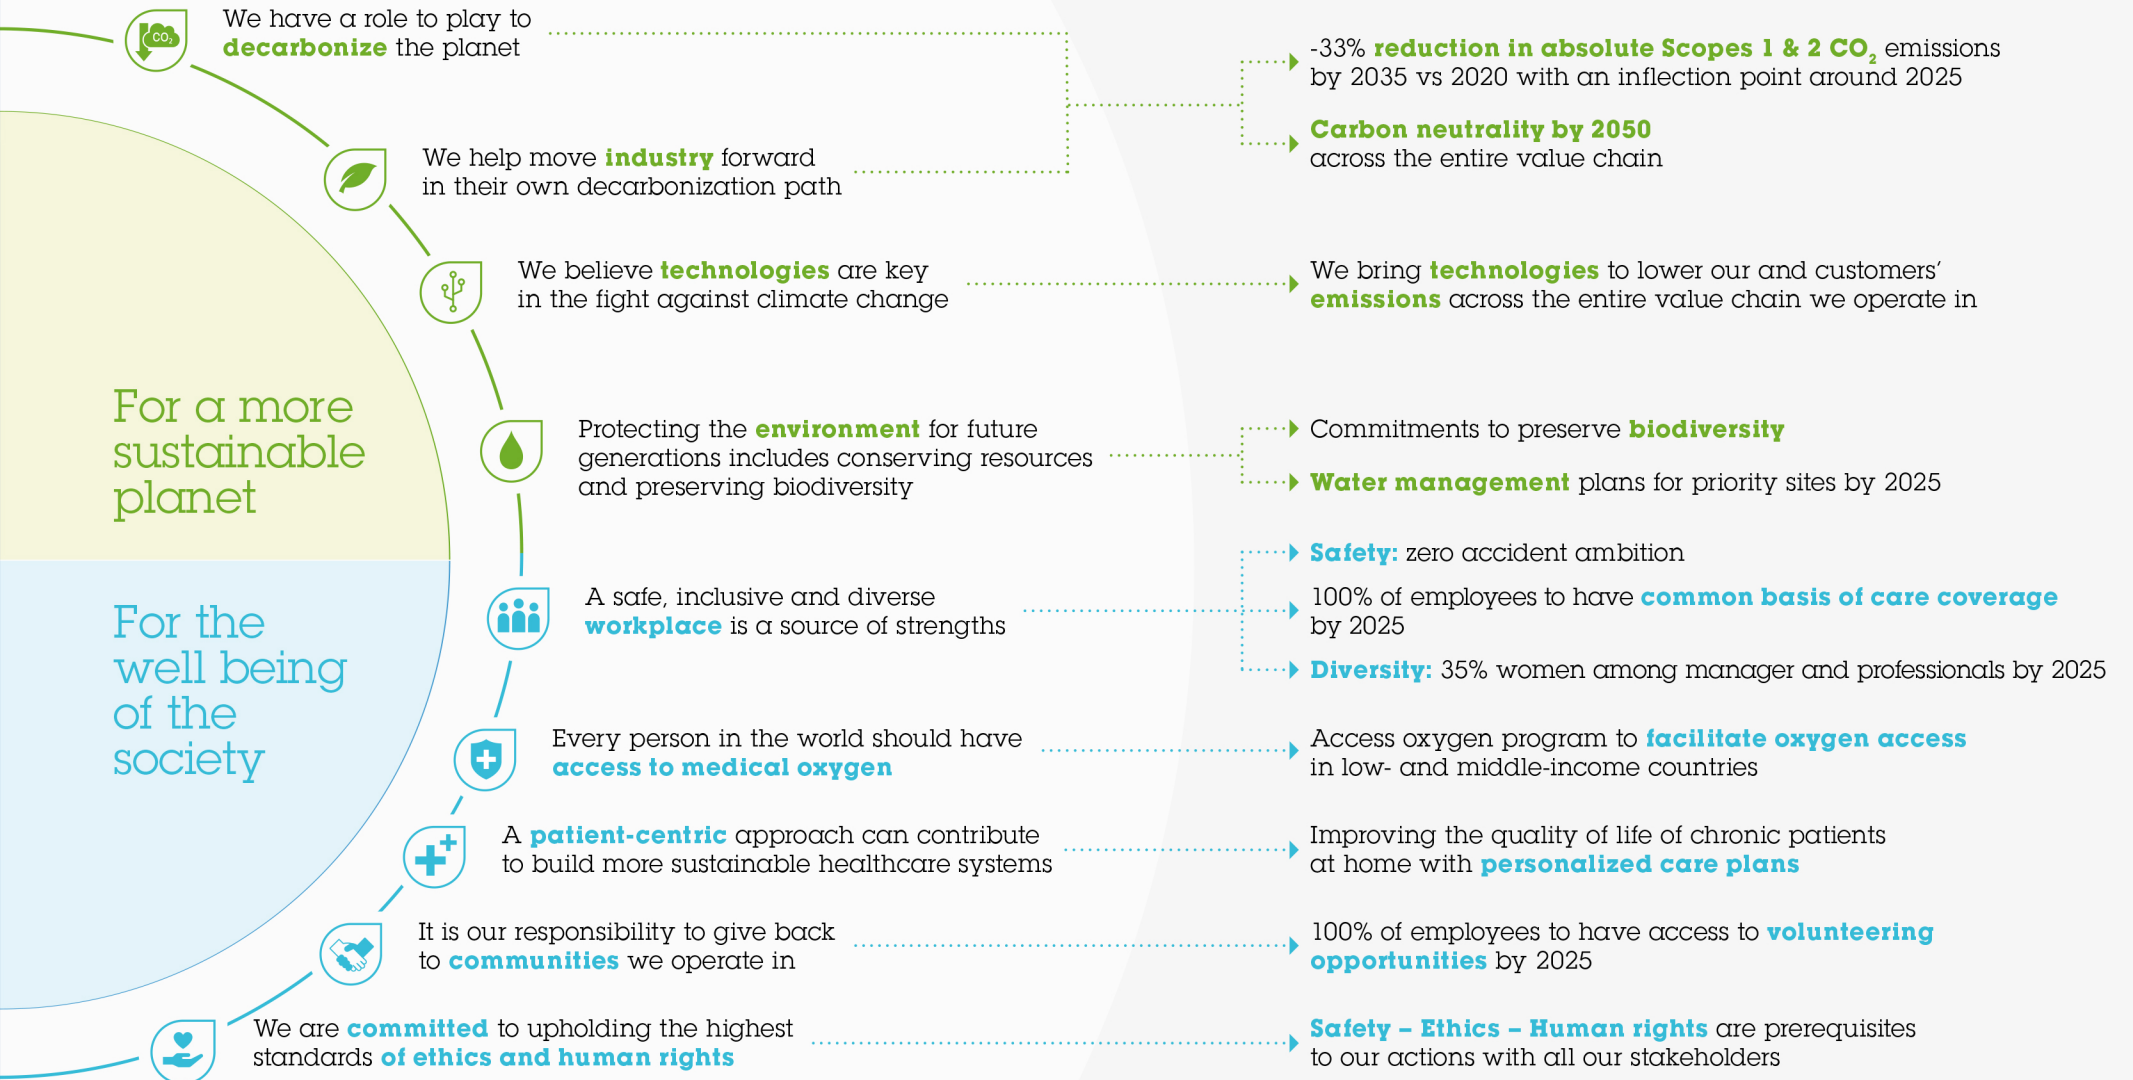 For a more
sustainable
planet
For the
well being
of the
society
CO₂
We have a role to play to
decarbonize the planet
We help move industry forward
in their own decarbonization path
-33% reduction in absolute Scopes 1 & 2 CO₂ emissions
by 2035 vs 2020 with an inflection point around 2025
Carbon neutrality by 2050
across the entire value chain
We believe technologies are key
in the fight against climate change
We bring technologies to lower our and customers’
emissions across the entire value chain we operate in
Protecting the environment for future
generations includes conserving resources
and preserving biodiversity
Commitments to preserve biodiversity
Water management plans for priority sites by 2025
A safe, inclusive and diverse
workplace is a source of strengths
Safety: zero accident ambition
100% of employees to have common basis of care coverage
by 2025
Diversity: 35% women among manager and professionals by 2025
Every person in the world should have
access to medical oxygen
Access oxygen program to facilitate oxygen access
in low- and middle-income countries
A patient-centric approach can contribute
to build more sustainable healthcare systems
Improving the quality of life of chronic patients
at home with personalized care plans
It is our responsibility to give back
to communities we operate in
100% of employees to have access to volunteering
opportunities by 2025
We are committed to upholding the highest
standards of ethics and human rights
Safety – Ethics – Human rights are prerequisites
to our actions with all our stakeholders